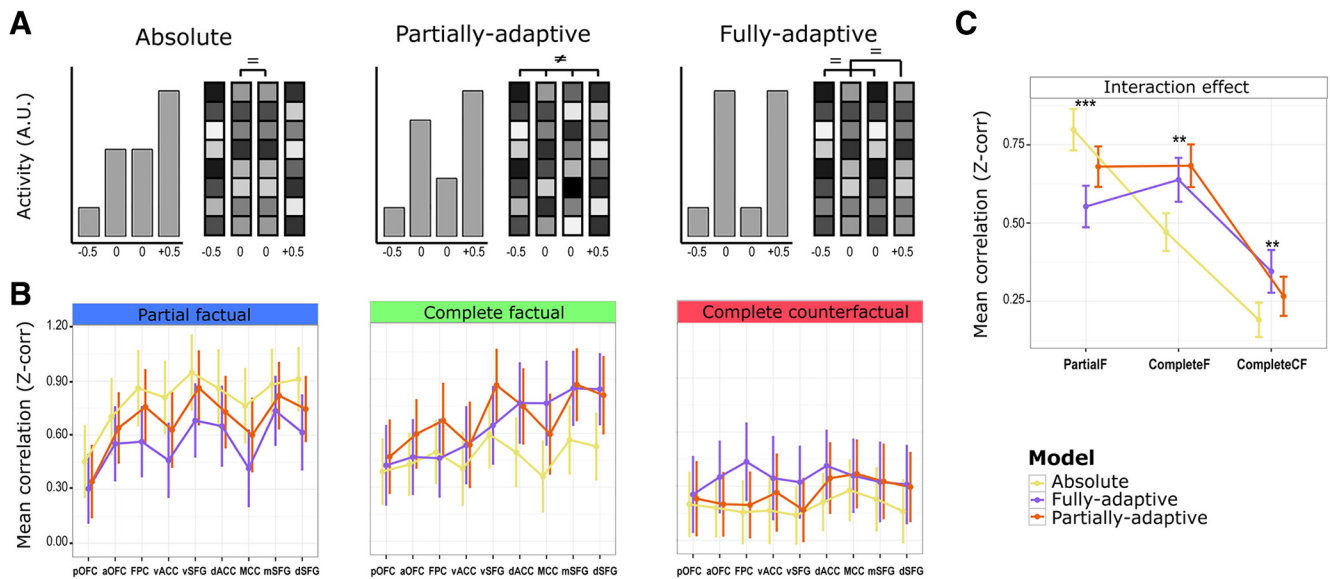 A
Absolute
Partially-adaptive
Fully-adaptive
=
≠
=
=
Activity (A.U.)
-0.5 0 0 +0.5 -0.5 0 0 +0.5
-0.5 0 0 +0.5 -0.5 0 0 +0.5
-0.5 0 0 +0.5 -0.5 0 0 +0.5
B
Partial factual
Complete factual
Complete counterfactual
Mean correlation (Z-corr)
1.20
0.90
0.60
0.30
0.00
pOFC aOFC FPC vACC vSFG dACC MCC mSFG dSFG
pOFC aOFC FPC vACC vSFG dACC MCC mSFG dSFG
pOFC aOFC FPC vACC vSFG dACC MCC mSFG dSFG
C
Interaction effect
Mean correlation (Z-corr)
0.75
0.50
0.25
***
**
**
PartialF CompleteF CompleteCF
Model
Absolute
Fully-adaptive
Partially-adaptive